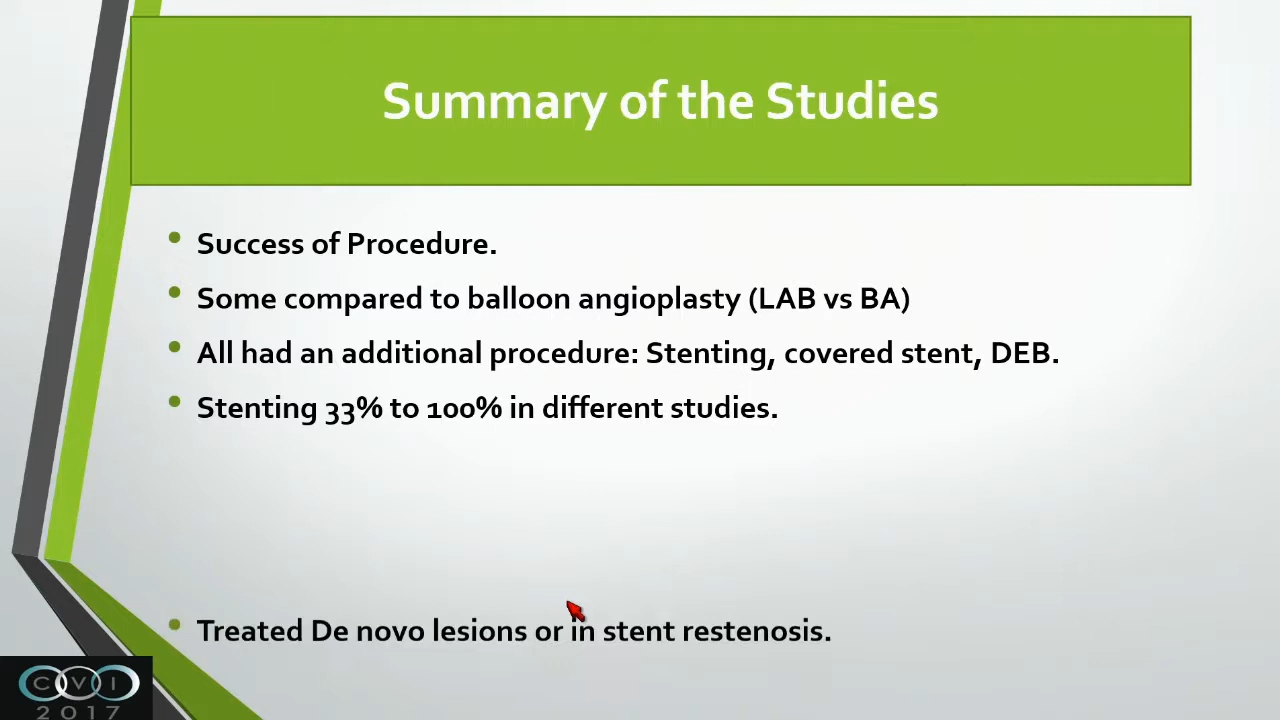 Summary of the Studies
• Success of Procedure.
• Some compared to balloon angioplasty (LAB vs BA)
• All had an additional procedure: Stenting, covered stent, DEB.
• Stenting 33% to 100% in different studies.
• Treated De novo lesions or in stent restenosis.
CVI
2017